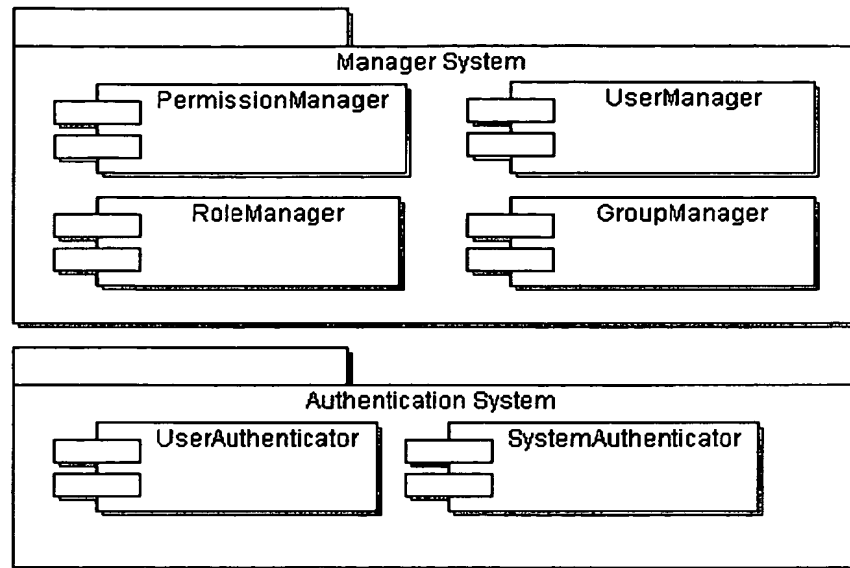 Manager System
PermissionManager
UserManager
RoleManager
GroupManager
Authentication System
UserAuthenticator
SystemAuthenticator